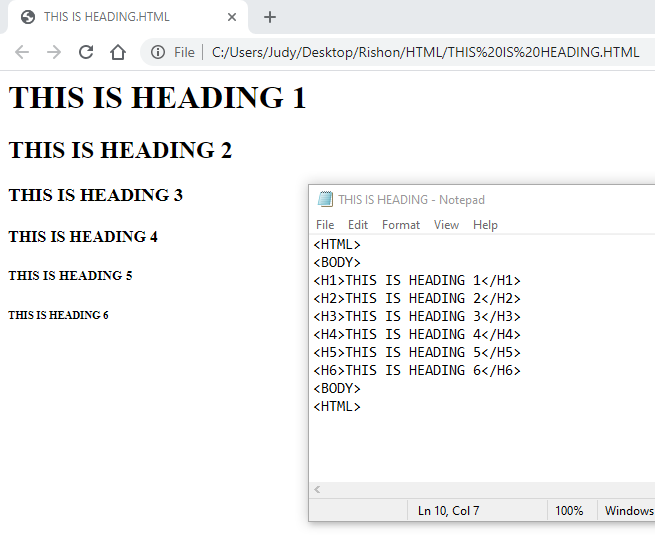 THIS IS HEADING.HTML
File | C:/Users/Judy/Desktop/Rishon/HTML/THIS%20IS%20HEADING.HTML
THIS IS HEADING 1
THIS IS HEADING 2
THIS IS HEADING 3
THIS IS HEADING 4
THIS IS HEADING 5
THIS IS HEADING 6
THIS IS HEADING - Notepad
File Edit Format View Help
<HTML>
<BODY>
<H1>THIS IS HEADING 1</H1>
<H2>THIS IS HEADING 2</H2>
<H3>THIS IS HEADING 3</H3>
<H4>THIS IS HEADING 4</H4>
<H5>THIS IS HEADING 5</H5>
<H6>THIS IS HEADING 6</H6>
<BODY>
<HTML>
Ln 10, Col 7 100% Windows